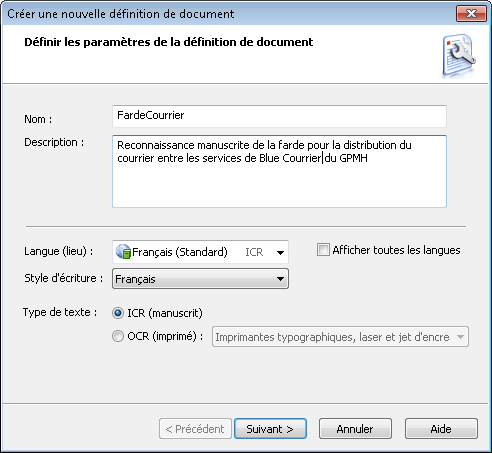 Créer une nouvelle définition de document
Définir les paramètres de la définition de document
Nom :
FardeCourrier
Description :
Reconnaissance manuscrite de la farde pour la distribution du
courrier entre les services de Blue Courrier du GPMH
Langue (lieu) :
Français (Standard) ICR
Afficher toutes les langues
Style d'écriture :
Français
Type de texte :
ICR (manuscrit)
OCR (imprimé) :
Imprimantes typographiques, laser et jet d'encre
< Précédent
Suivant >
Annuler
Aide